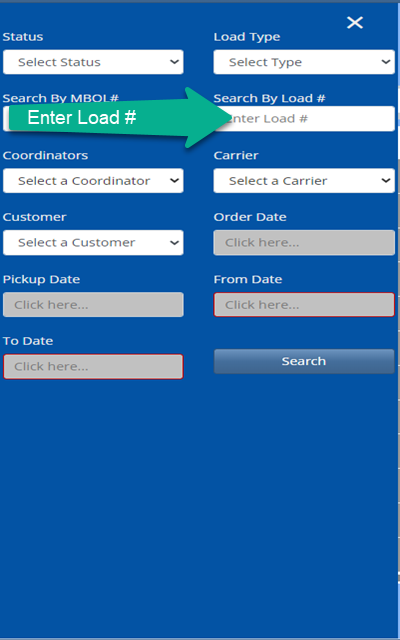 Status
Load Type
Select Status
Select Type
Search By MBOL#
Search By Load #
Enter Load #
Enter Load #
Coordinators
Carrier
Select a Coordinator
Select a Carrier
Customer
Order Date
Select a Customer
Click here...
Pickup Date
From Date
Click here...
Click here...
To Date
Click here...
Search